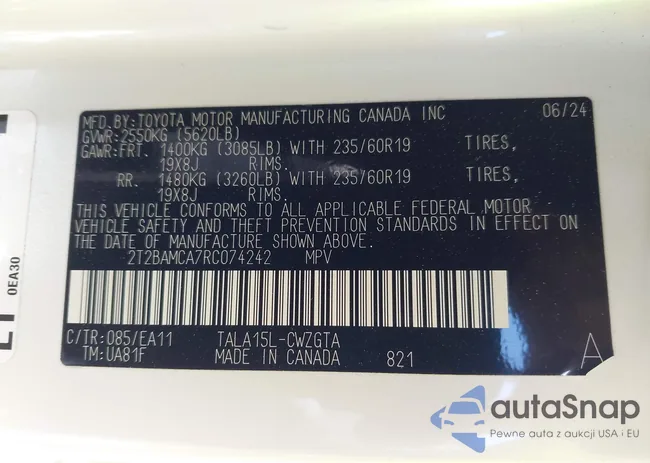 MFD.BY:TOYOTA MOTOR MANUFACTURING CANADA INC 06/24
GVWR:2550KG (5620LB)
GAWR:FRT. 1400KG (3085LB) WITH 235/60R19 TIRES,
19X8J RIMS.
RR. 1480KG (3260LB) WITH 235/60R19 TIRES,
19X8J RIMS.
THIS VEHICLE CONFORMS TO ALL APPLICABLE FEDERAL MOTOR
VEHICLE SAFETY AND THEFT PREVENTION STANDARDS IN EFFECT ON
THE DATE OF MANUFACTURE SHOWN ABOVE.
2T2BAMCA7RC074242 MPV
C/TR:085/EA11 TALA15L-CWZGTA
TM:UA81F MADE IN CANADA 821 A
0EA30
autaSnap
Pewne auta z aukcji USA i EU